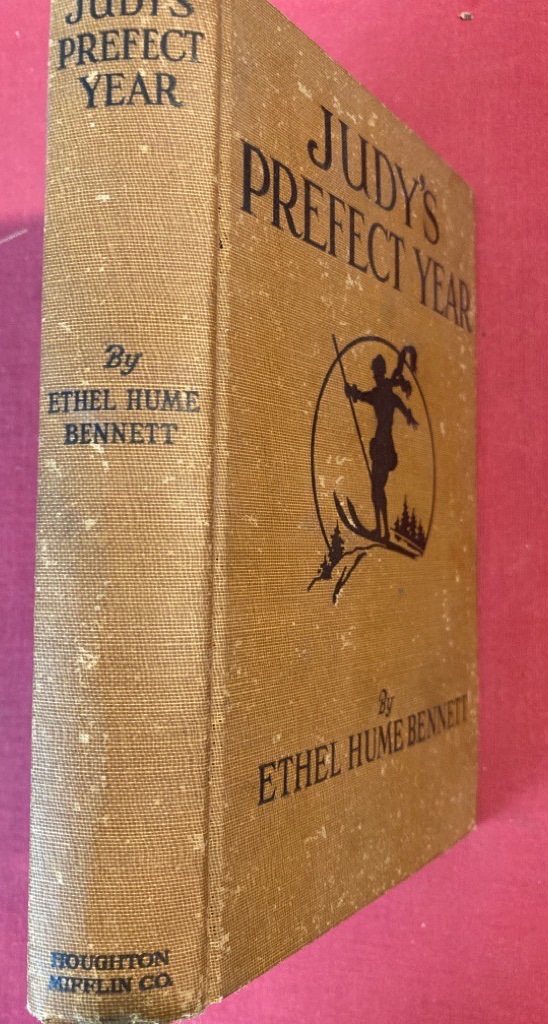 JUDY'S
PREFECT
YEAR
By
ETHEL HUME
BENNETT
HOUGHTON
MIFFLIN CO.
JUDY'S
PREFECT YEAR
By
ETHEL HUME BENNETT